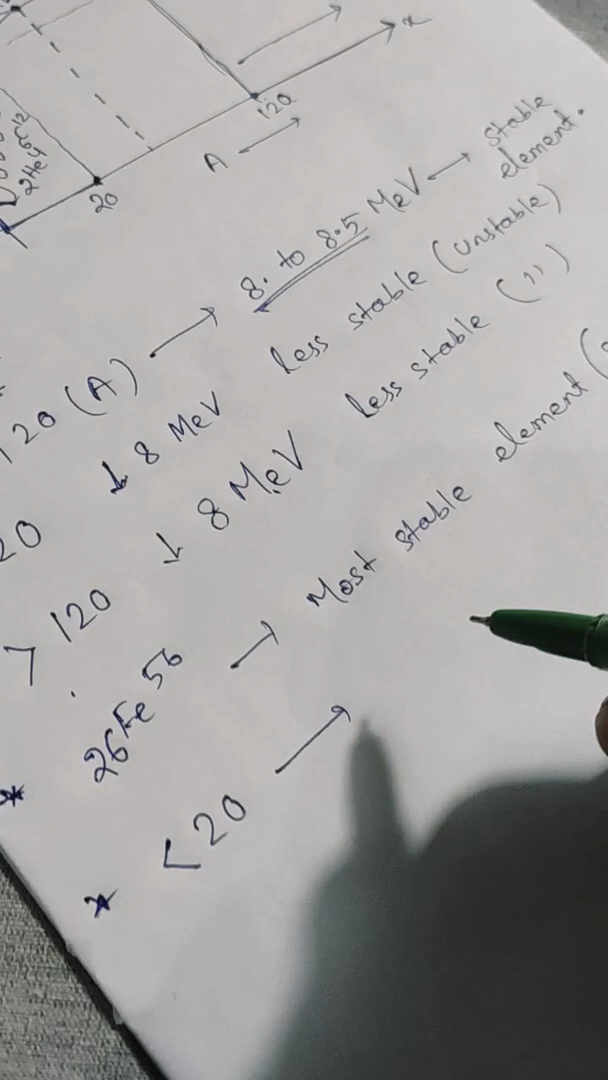 x
120
A
6C12
2He4
20
120 (A) → 8. to 8.5 MeV → stable element.
20 ↓ 8 MeV less stable (unstable)
> 120 ↓ 8 MeV less stable (")
* 26Fe56 → Most stable element (
* < 20 →